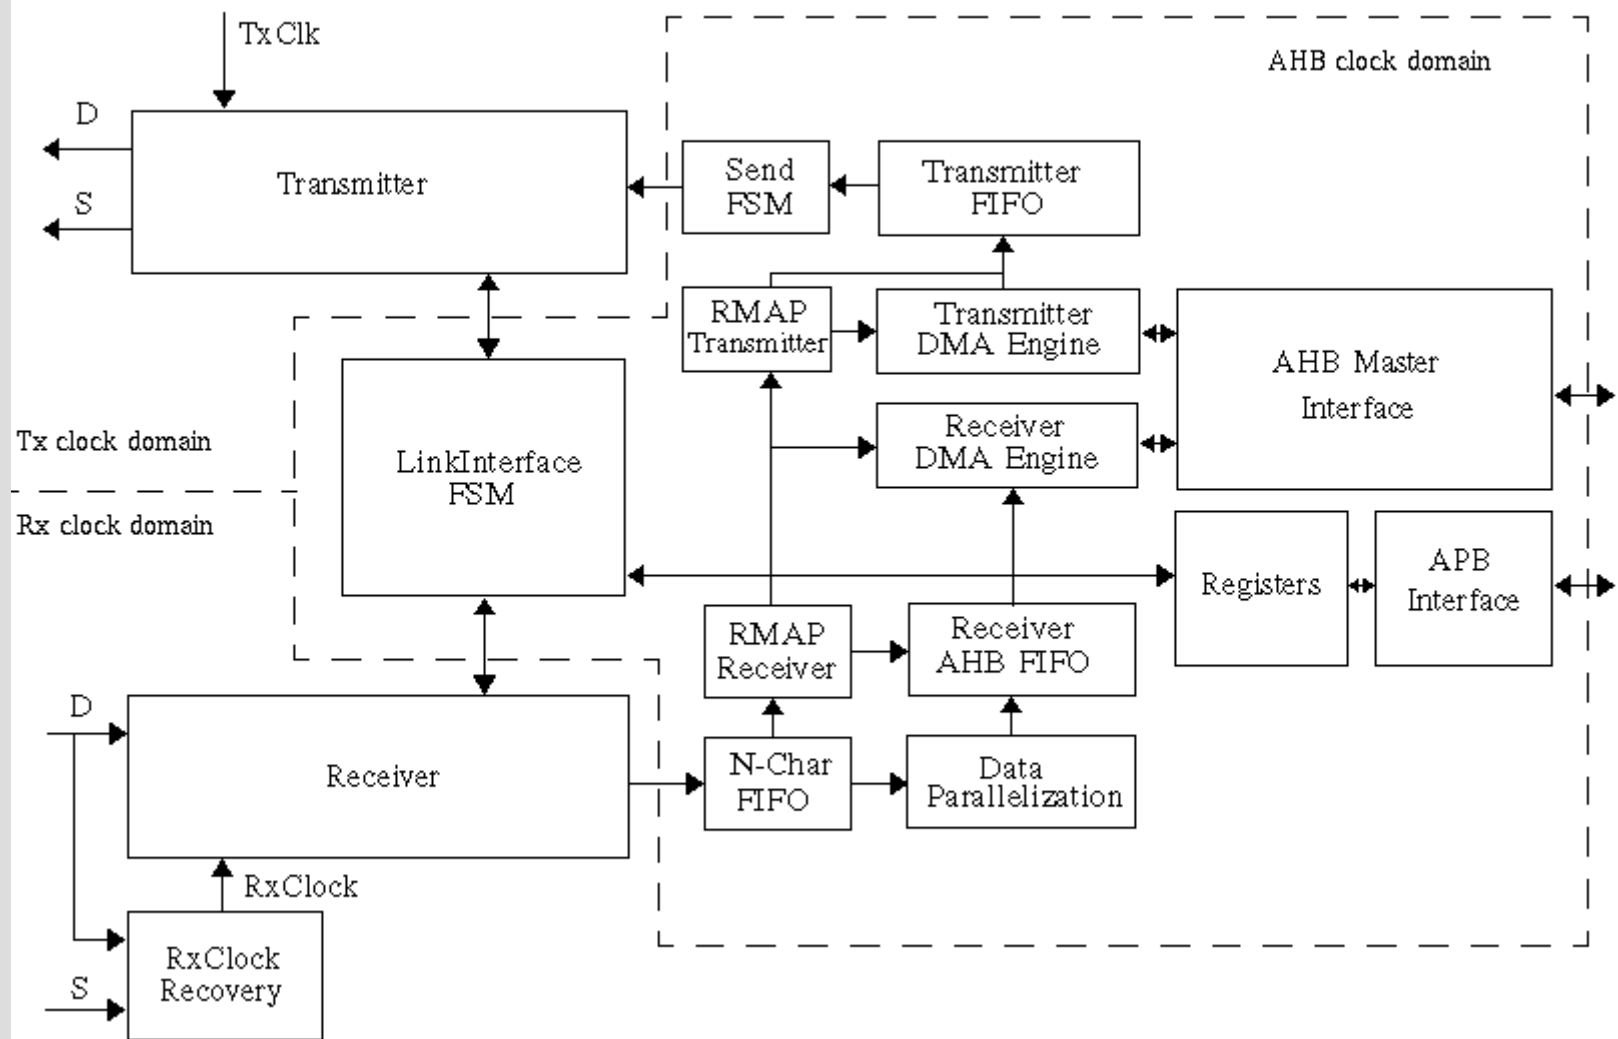 TxClk
AHB clock domain
D
S
Transmitter
Send
FSM
Transmitter
FIFO
RMAP
Transmitter
Transmitter
DMA Engine
AHB Master
Interface
Receiver
DMA Engine
Tx clock domain
Rx clock domain
LinkInterface
FSM
Registers
APB
Interface
RMAP
Receiver
Receiver
AHB FIFO
D
Receiver
N-Char
FIFO
Data
Parallelization
RxClock
RxClock
Recovery
S